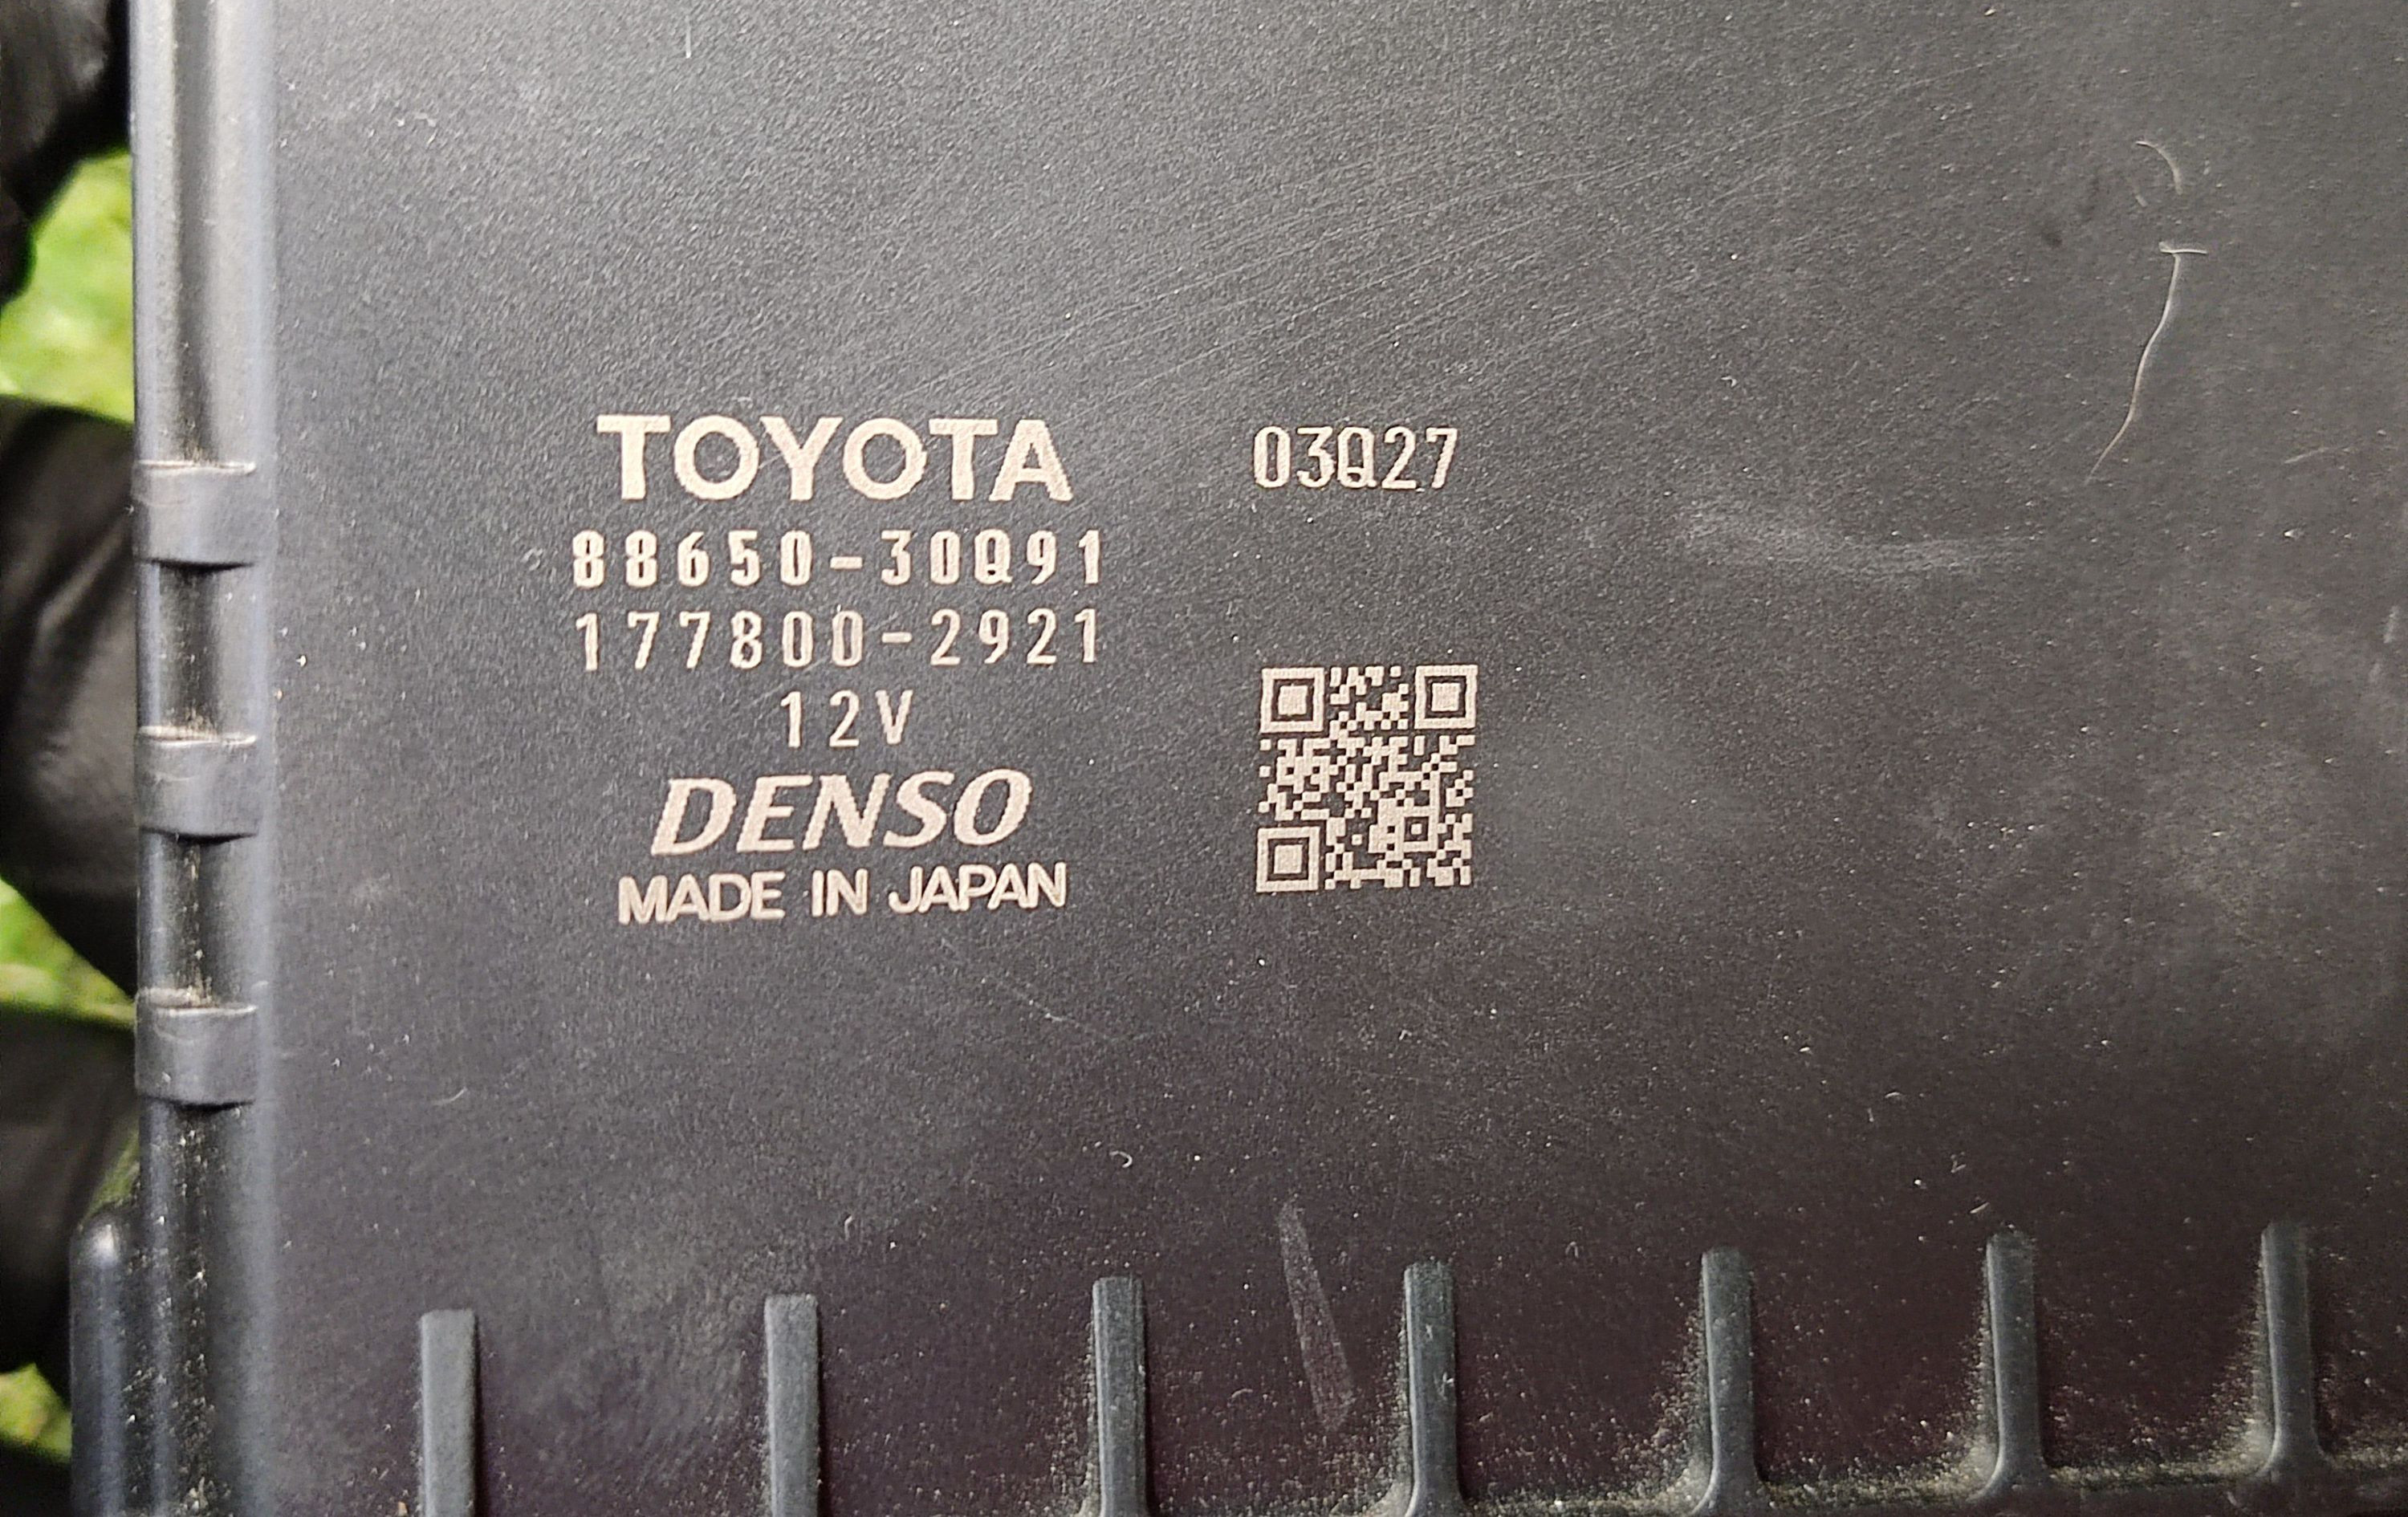 TOYOTA 03Q27
88650-30Q91
177800-2921
12V
DENSO
MADE IN JAPAN